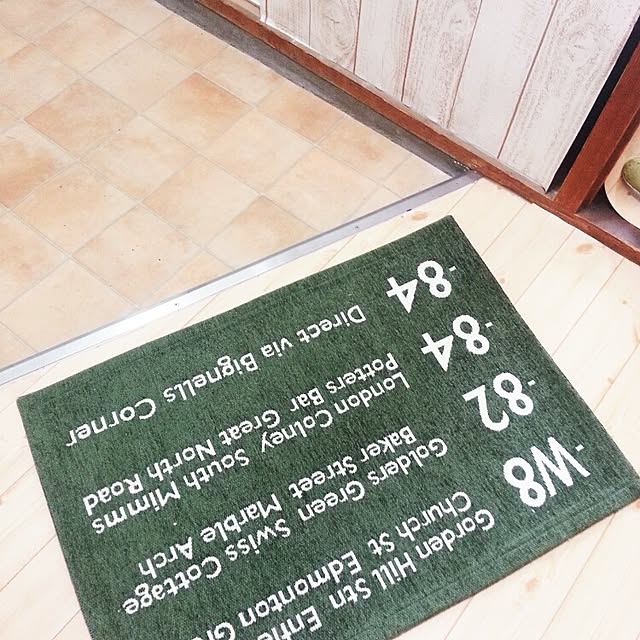 W8
Gorden Hill Stn
Church St Edmonton
82
Golders Green Swiss Cottage
Baker Street Marble Arch
84
London Colney South Mimms
Potters Bar Great North Road
84
Direct via Bignells Corner